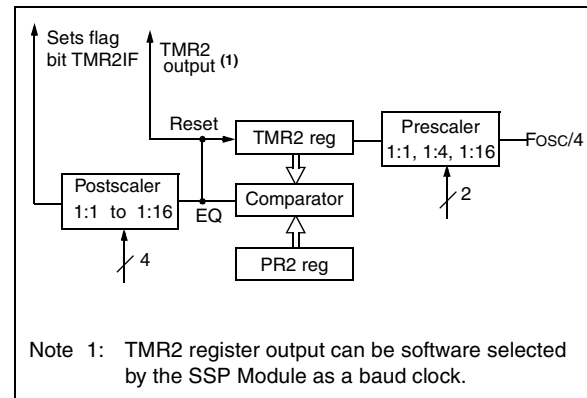 Sets flag
bit TMR2IF
TMR2
output (1)
Reset
TMR2 reg
Prescaler
1:1, 1:4, 1:16
FOSC/4
2
Postscaler
1:1 to 1:16
EQ
Comparator
4
PR2 reg
Note 1: TMR2 register output can be software selected
by the SSP Module as a baud clock.